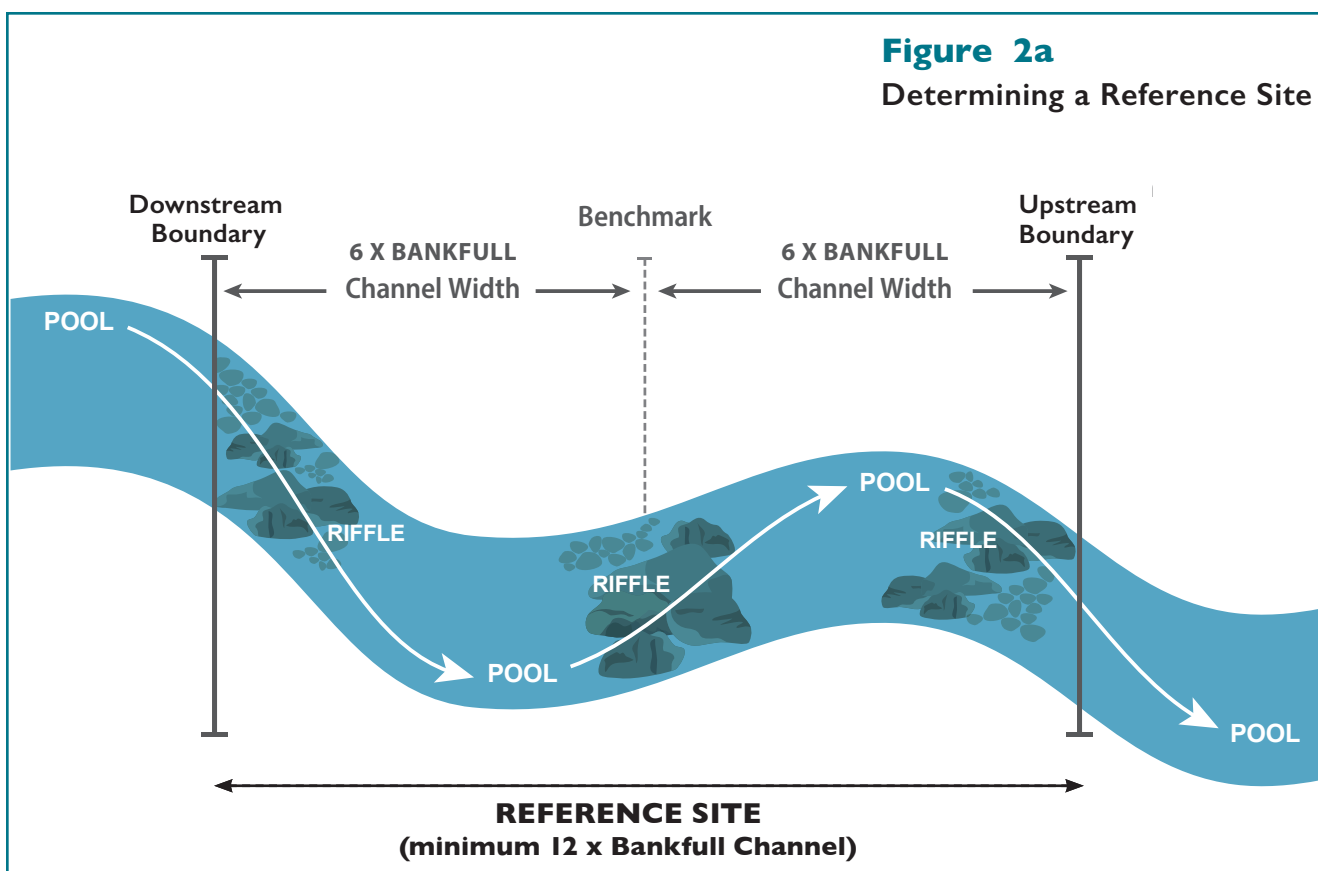 Figure 2a
Determining a Reference Site
Downstream
Boundary
Benchmark
Upstream
Boundary
6 X BANKFULL
Channel Width
6 X BANKFULL
Channel Width
POOL
RIFFLE
POOL
RIFFLE
POOL
RIFFLE
POOL
REFERENCE SITE
(minimum 12 x Bankfull Channel)